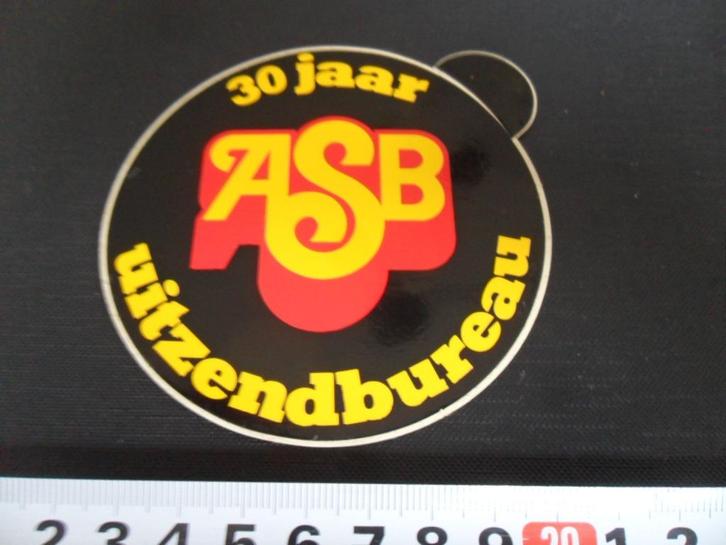 30 jaar
ASB
uitzendbureau
2 3 4 5 6 7 8 9 20 1 2